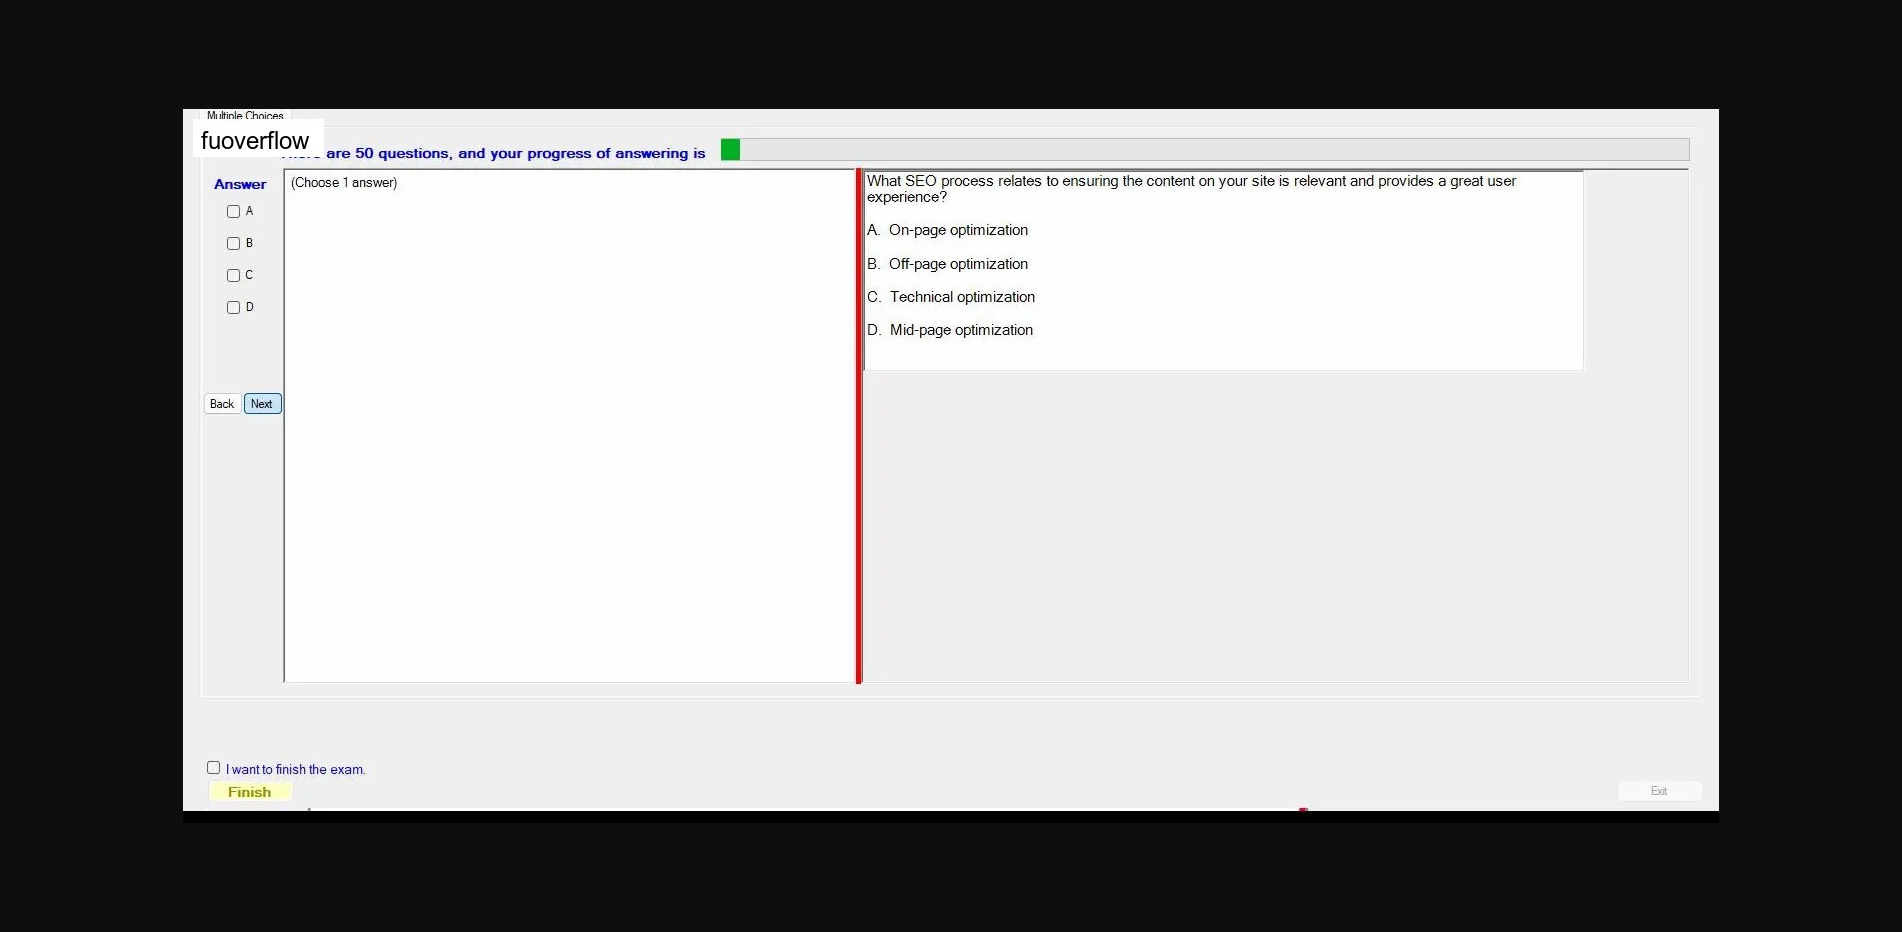 Multiple Choices
fuoverflow
are 50 questions, and your progress of answering is
Answer
(Choose 1 answer)
A
B
C
D
Back Next
What SEO process relates to ensuring the content on your site is relevant and provides a great user
experience?
A. On-page optimization
B. Off-page optimization
C. Technical optimization
D. Mid-page optimization
I want to finish the exam.
Finish
Exit